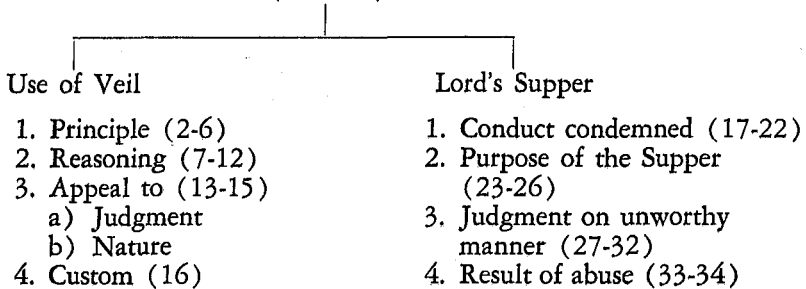 Use of Veil
1. Principle (2-6)
2. Reasoning (7-12)
3. Appeal to (13-15)
a) Judgment
b) Nature
4. Custom (16)
Lord's Supper
1. Conduct condemned (17-22)
2. Purpose of the Supper
(23-26)
3. Judgment on unworthy
manner (27-32)
4. Result of abuse (33-34)